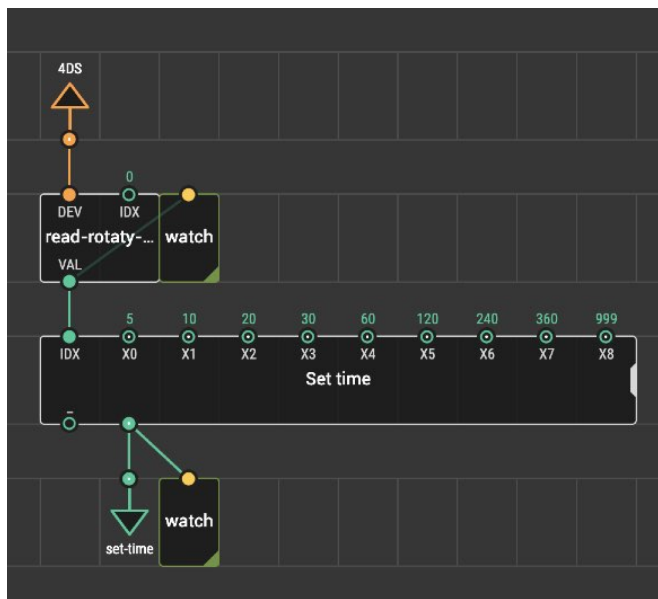 4DS
0
DEV IDX
read-rotaty-... watch
VAL
5 10 20 30 60 120 240 360 999
IDX X0 X1 X2 X3 X4 X5 X6 X7 X8
Set time
–
watch
set-time